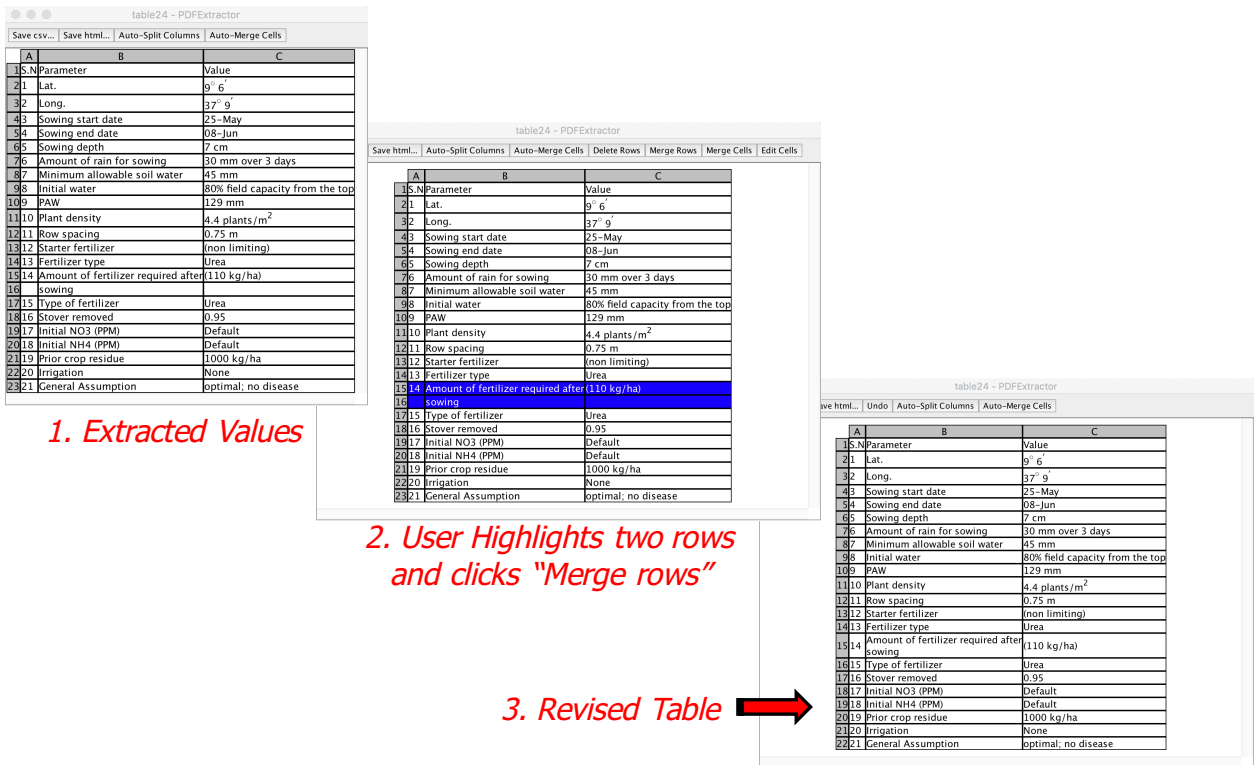 table24 - PDFExtractor
Save csv... Save html... Auto-Split Columns Auto-Merge Cells
A B C
1 S.N Parameter Value
2 1 Lat. 9° 6′
3 2 Long. 37° 9′
4 3 Sowing start date 25-May
5 4 Sowing end date 08-Jun
6 5 Sowing depth 7 cm
7 6 Amount of rain for sowing 30 mm over 3 days
8 7 Minimum allowable soil water 45 mm
9 8 Initial water 80% field capacity from the top
10 9 PAW 129 mm
11 10 Plant density 4.4 plants/m²
12 11 Row spacing 0.75 m
13 12 Starter fertilizer (non limiting)
14 13 Fertilizer type Urea
15 14 Amount of fertilizer required after (110 kg/ha)
16 sowing
17 15 Type of fertilizer Urea
18 16 Stover removed 0.95
19 17 Initial NO3 (PPM) Default
20 18 Initial NH4 (PPM) Default
21 19 Prior crop residue 1000 kg/ha
22 20 Irrigation None
23 21 General Assumption optimal; no disease
1. Extracted Values
table24 - PDFExtractor
Save html... Auto-Split Columns Auto-Merge Cells Delete Rows Merge Rows Merge Cells Edit Cells
A B C
1 S.N Parameter Value
2 1 Lat. 9° 6′
3 2 Long. 37° 9′
4 3 Sowing start date 25-May
5 4 Sowing end date 08-Jun
6 5 Sowing depth 7 cm
7 6 Amount of rain for sowing 30 mm over 3 days
8 7 Minimum allowable soil water 45 mm
9 8 Initial water 80% field capacity from the top
10 9 PAW 129 mm
11 10 Plant density 4.4 plants/m²
12 11 Row spacing 0.75 m
13 12 Starter fertilizer (non limiting)
14 13 Fertilizer type Urea
15 14 Amount of fertilizer required after (110 kg/ha)
16 sowing
17 15 Type of fertilizer Urea
18 16 Stover removed 0.95
19 17 Initial NO3 (PPM) Default
20 18 Initial NH4 (PPM) Default
21 19 Prior crop residue 1000 kg/ha
22 20 Irrigation None
23 21 General Assumption optimal; no disease
2. User Highlights two rows
and clicks “Merge rows”
table24 - PDFExtractor
ave html... Undo Auto-Split Columns Auto-Merge Cells
A B C
1 S.N Parameter Value
2 1 Lat. 9° 6′
3 2 Long. 37° 9′
4 3 Sowing start date 25-May
5 4 Sowing end date 08-Jun
6 5 Sowing depth 7 cm
7 6 Amount of rain for sowing 30 mm over 3 days
8 7 Minimum allowable soil water 45 mm
9 8 Initial water 80% field capacity from the top
10 9 PAW 129 mm
11 10 Plant density 4.4 plants/m²
12 11 Row spacing 0.75 m
13 12 Starter fertilizer (non limiting)
14 13 Fertilizer type Urea
15 14 Amount of fertilizer required after (110 kg/ha)
sowing
16 15 Type of fertilizer Urea
17 16 Stover removed 0.95
18 17 Initial NO3 (PPM) Default
19 18 Initial NH4 (PPM) Default
20 19 Prior crop residue 1000 kg/ha
21 20 Irrigation None
22 21 General Assumption optimal; no disease
3. Revised Table